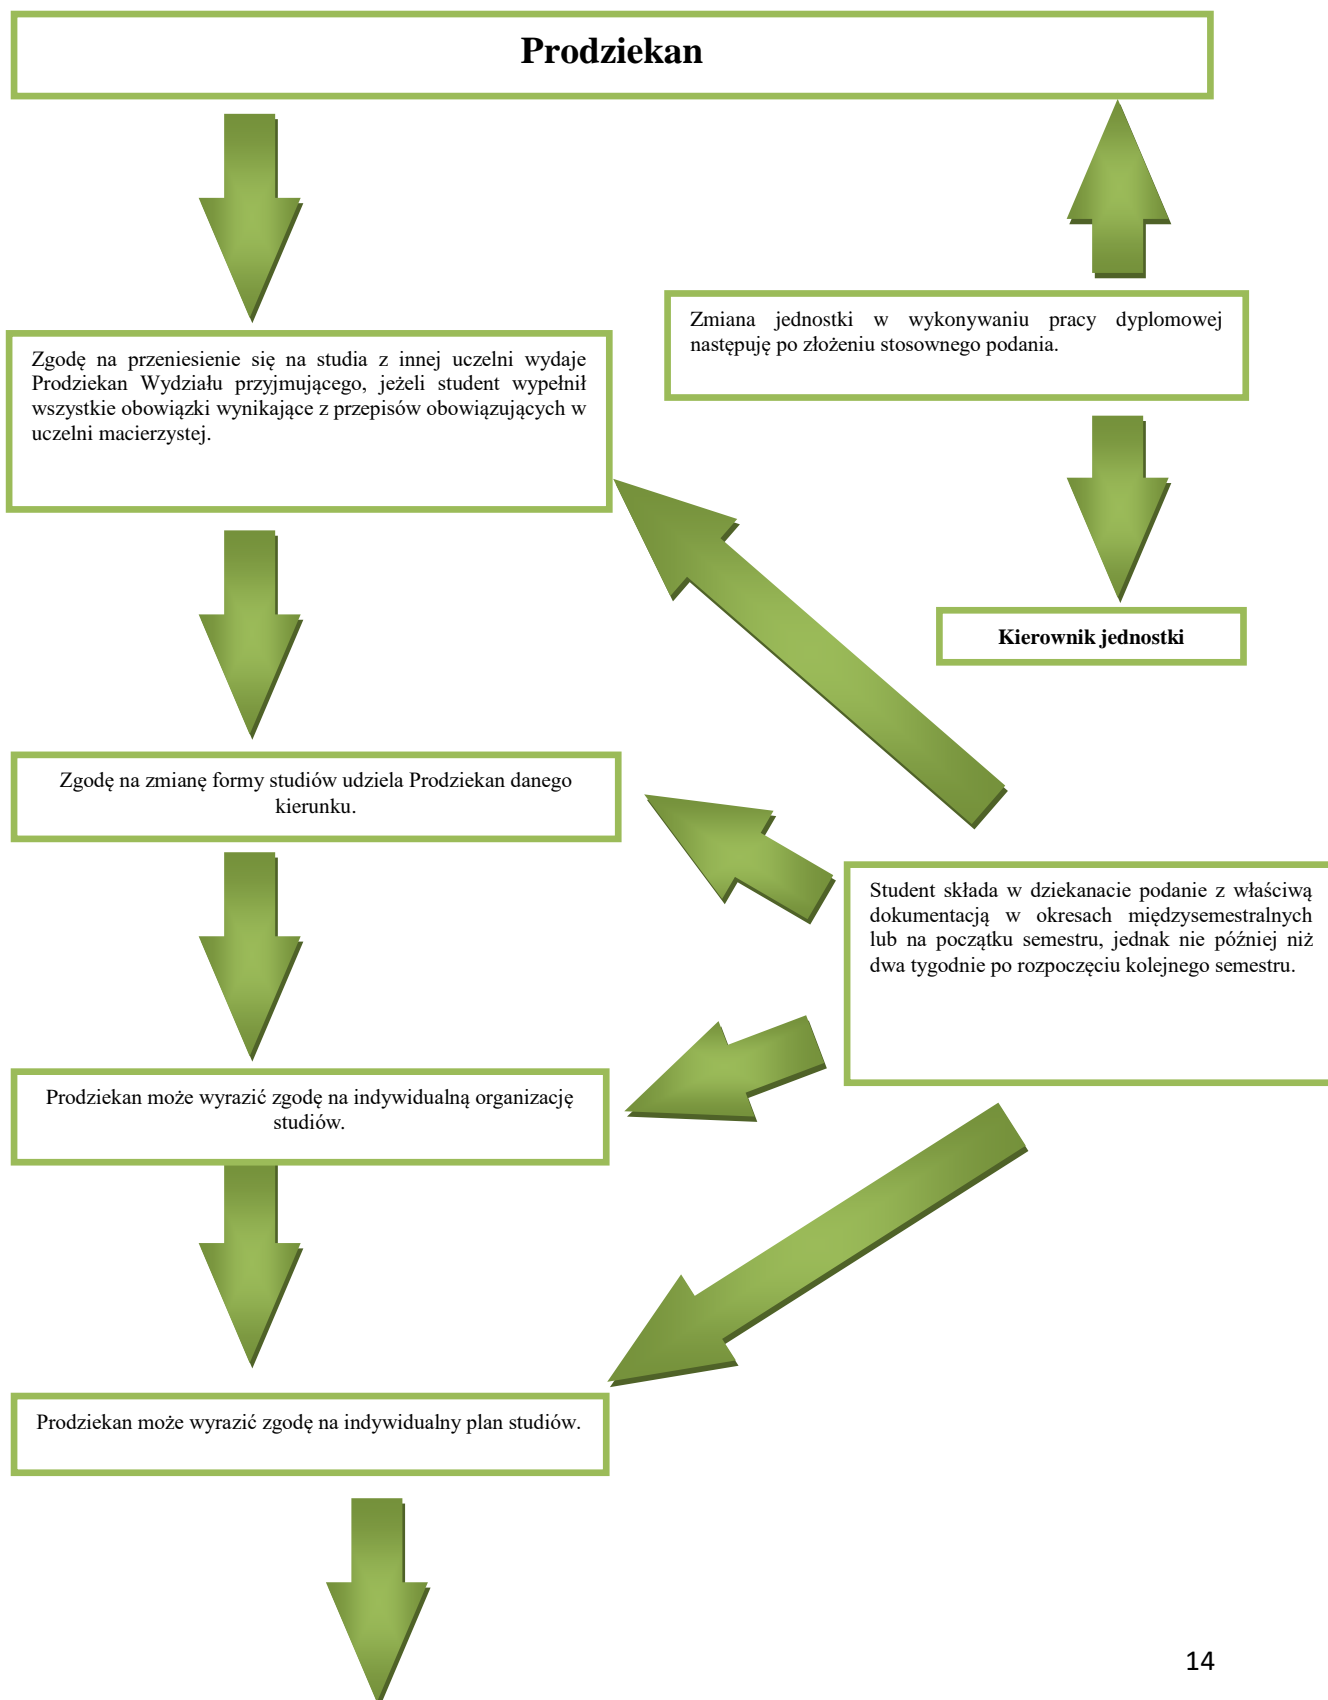 Prodziekan
Zmiana jednostki w wykonywaniu pracy dyplomowej
następuję po złożeniu stosownego podania.
Zgodę na przeniesienie się na studia z innej uczelni wydaje
Prodziekan Wydziału przyjmującego, jeżeli student wypełnił
wszystkie obowiązki wynikające z przepisów obowiązujących w
uczelni macierzystej.
Kierownik jednostki
Zgodę na zmianę formy studiów udziela Prodziekan danego
kierunku.
Student składa w dziekanacie podanie z właściwą
dokumentacją w okresach międzysemestralnych
lub na początku semestru, jednak nie później niż
dwa tygodnie po rozpoczęciu kolejnego semestru.
Prodziekan może wyrazić zgodę na indywidualną organizację
studiów.
Prodziekan może wyrazić zgodę na indywidualny plan studiów.
14